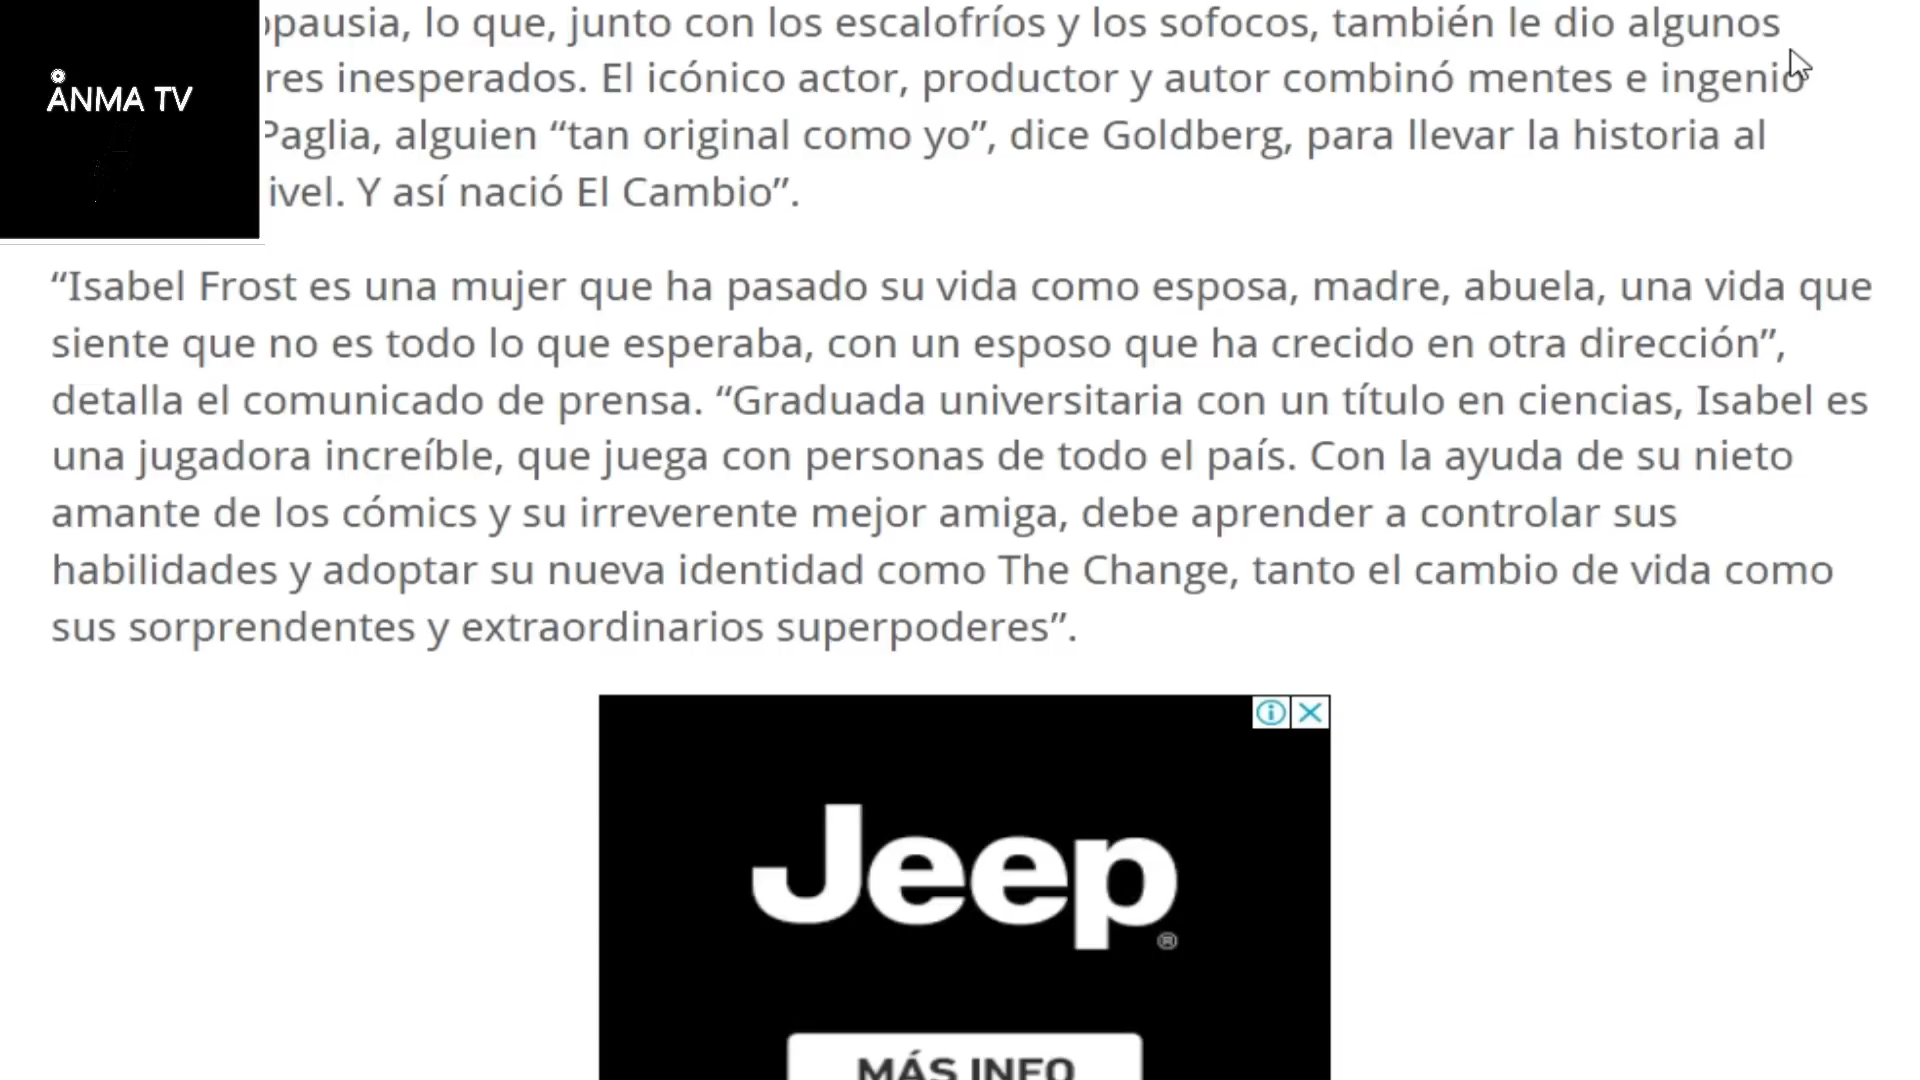 ÅNMA TV
lo que, junto con los escalofríos y los sofocos, también le dio algunos
inesperados. El icónico actor, productor y autor combinó mentes e ingenio
Paglia, alguien “tan original como yo”, dice Goldberg, para llevar la historia al
Y así nació El Cambio”.
“Isabel Frost es una mujer que ha pasado su vida como esposa, madre, abuela, una vida que
siente que no es todo lo que esperaba, con un esposo que ha crecido en otra dirección”,
detalla el comunicado de prensa. “Graduada universitaria con un título en ciencias, Isabel es
una jugadora increíble, que juega con personas de todo el país. Con la ayuda de su nieto
amante de los cómics y su irreverente mejor amiga, debe aprender a controlar sus
habilidades y adoptar su nueva identidad como The Change, tanto el cambio de vida como
sus sorprendentes y extraordinarios superpoderes”.
Jeep®
MÁS INFO